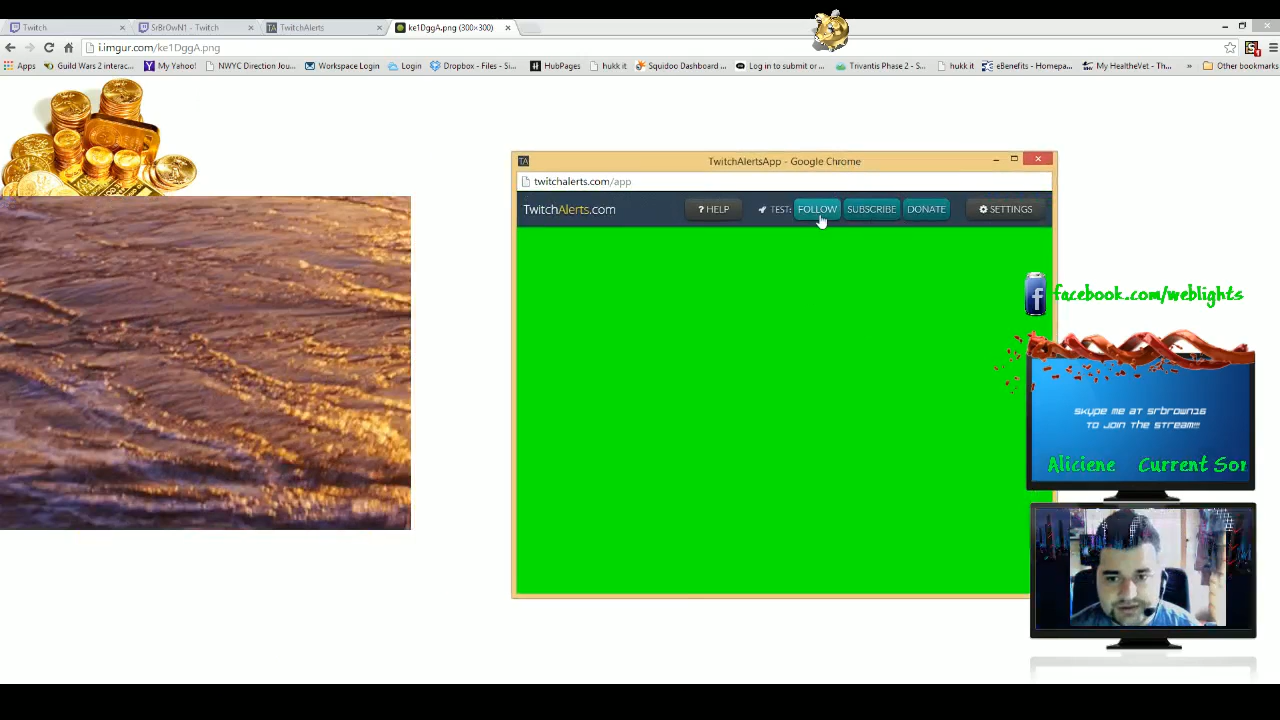 Twitch
SrBrOwN1 - Twitch
TwitchAlerts
ke1DggA.png (300×300)
i.imgur.com/ke1DggA.png
Apps
Guild Wars 2 interac...
My Yahoo!
NWYC Direction Jou...
Workspace Login
Login
Dropbox - Files - Si...
HubPages
hukk it
Squidoo Dashboard ...
Log in to submit or ...
Trivantis Phase 2 - S...
hukk it
eBenefits - Homepa...
My HealtheVet - Th...
»
Other bookmarks
TwitchAlertsApp - Google Chrome
twitchalerts.com/app
TwitchAlerts.com
? HELP
TEST:
FOLLOW
SUBSCRIBE
DONATE
SETTINGS
facebook.com/weblights
Skype me at srbrown16
to join the stream!!!
Aliciene Current Son